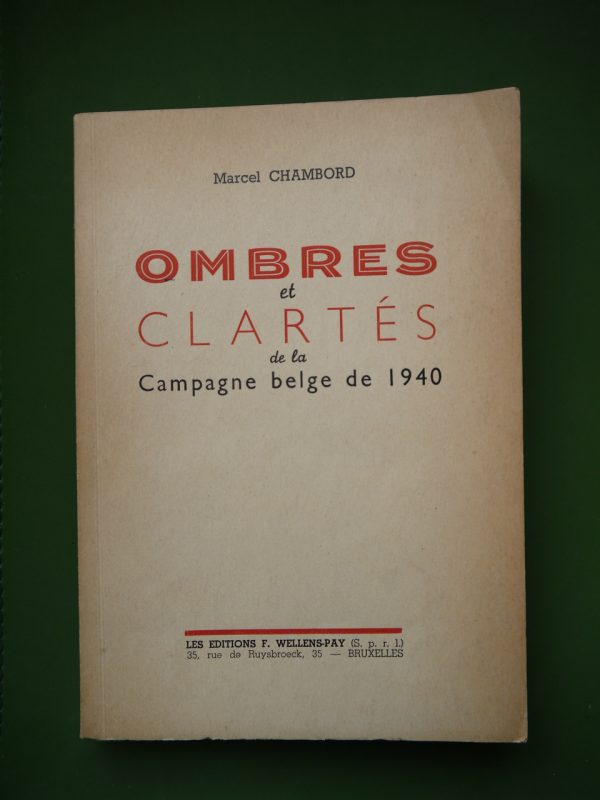 Marcel CHAMBORD
OMBRES
et
CLARTÉS
de la
Campagne belge de 1940
LES EDITIONS F. WELLENS-PAY (S. p. r. l.)
35, rue de Ruysbroeck, 35 — BRUXELLES